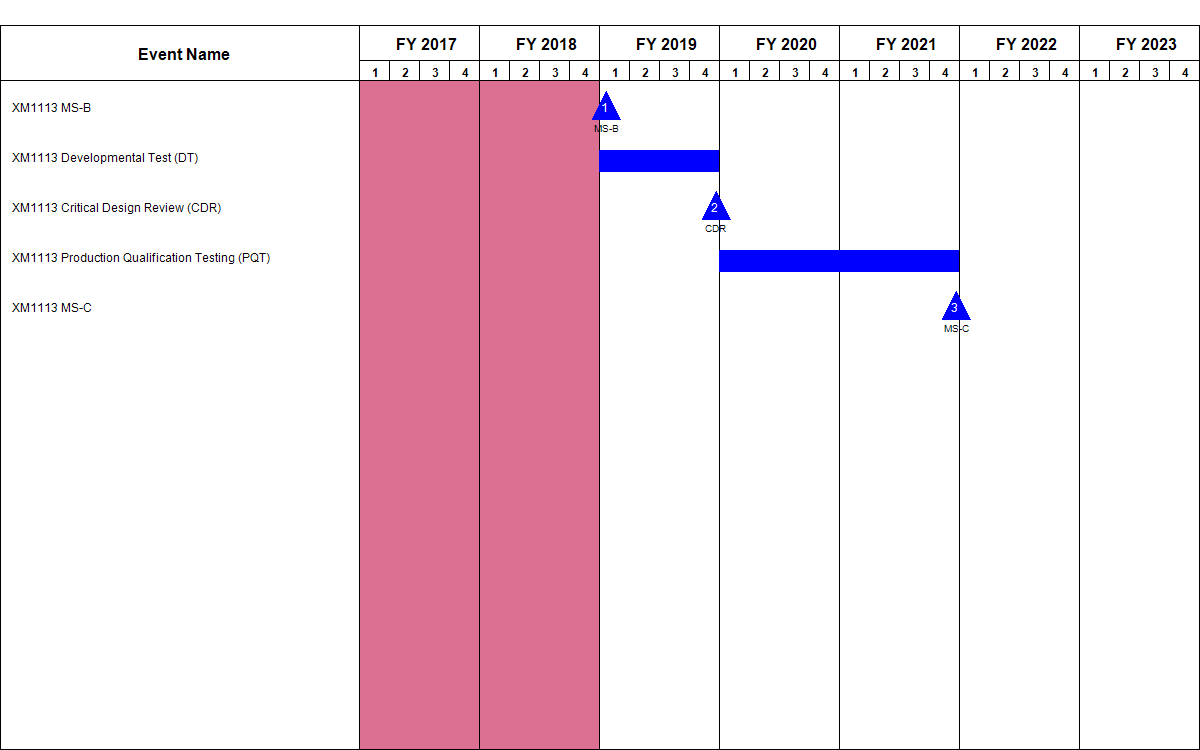 Event Name FY 2017 FY 2018 FY 2019 FY 2020 FY 2021 FY 2022 FY 2023
1 2 3 4 1 2 3 4 1 2 3 4 1 2 3 4 1 2 3 4 1 2 3 4 1 2 3 4
XM1113 MS-B 1
MS-B
XM1113 Developmental Test (DT)
XM1113 Critical Design Review (CDR) 2
CDR
XM1113 Production Qualification Testing (PQT)
XM1113 MS-C 3
MS-C